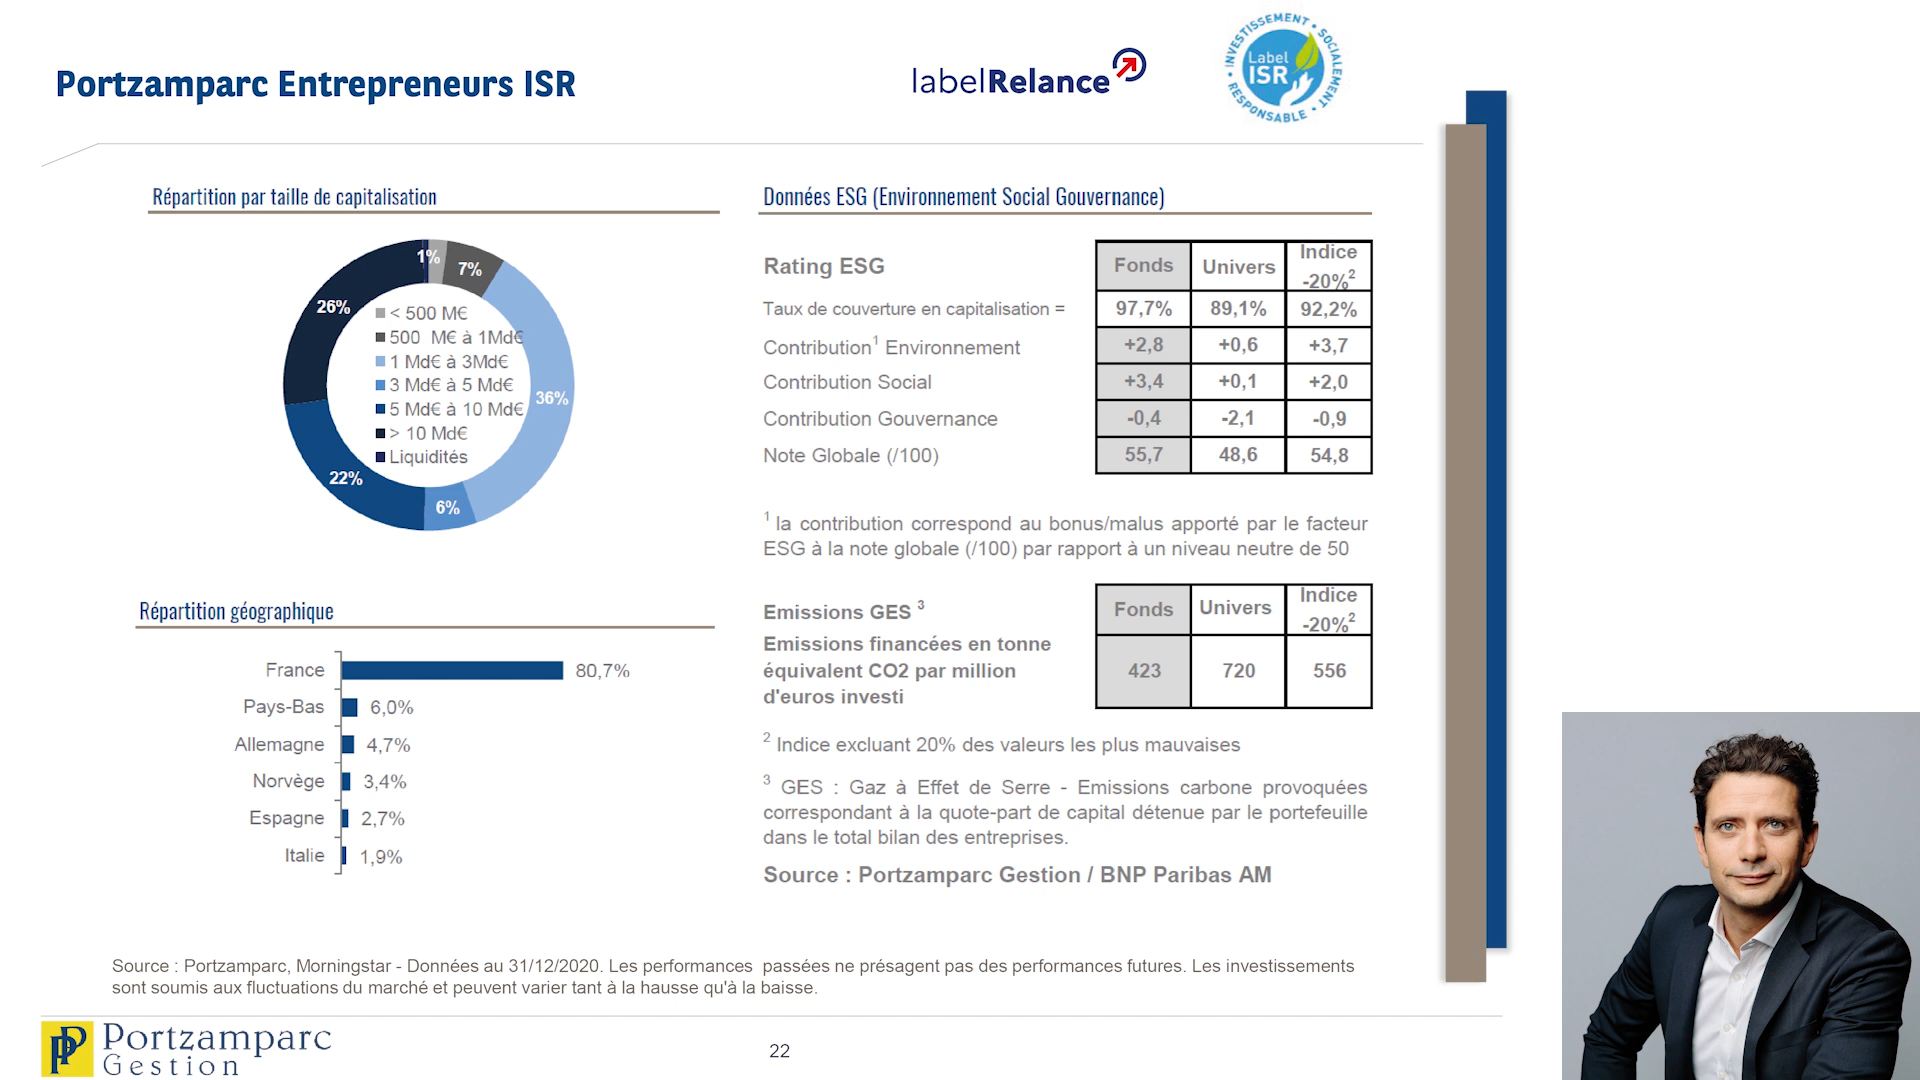 Portzamparc Entrepreneurs ISR
labelRelance
INVESTISSEMENT • SOCIALEMENT • RESPONSABLE •
Label
ISR
Répartition par taille de capitalisation
1%
7%
26%
36%
22%
6%
< 500 M€
500 M€ à 1Md€
1 Md€ à 3Md€
3 Md€ à 5 Md€
5 Md€ à 10 Md€
> 10 Md€
Liquidités
Répartition géographique
France 80,7%
Pays-Bas 6,0%
Allemagne 4,7%
Norvège 3,4%
Espagne 2,7%
Italie 1,9%
Données ESG (Environnement Social Gouvernance)
Rating ESG Fonds Univers Indice -20%²
Taux de couverture en capitalisation = 97,7% 89,1% 92,2%
Contribution¹ Environnement +2,8 +0,6 +3,7
Contribution Social +3,4 +0,1 +2,0
Contribution Gouvernance -0,4 -2,1 -0,9
Note Globale (/100) 55,7 48,6 54,8
¹ la contribution correspond au bonus/malus apporté par le facteur
ESG à la note globale (/100) par rapport à un niveau neutre de 50
Emissions GES ³ Fonds Univers Indice -20%²
Emissions financées en tonne
équivalent CO2 par million 423 720 556
d'euros investi
² Indice excluant 20% des valeurs les plus mauvaises
³ GES : Gaz à Effet de Serre - Emissions carbone provoquées
correspondant à la quote-part de capital détenue par le portefeuille
dans le total bilan des entreprises.
Source : Portzamparc Gestion / BNP Paribas AM
Source : Portzamparc, Morningstar - Données au 31/12/2020. Les performances passées ne présagent pas des performances futures. Les investissements
sont soumis aux fluctuations du marché et peuvent varier tant à la hausse qu'à la baisse.
Portzamparc
Gestion
22